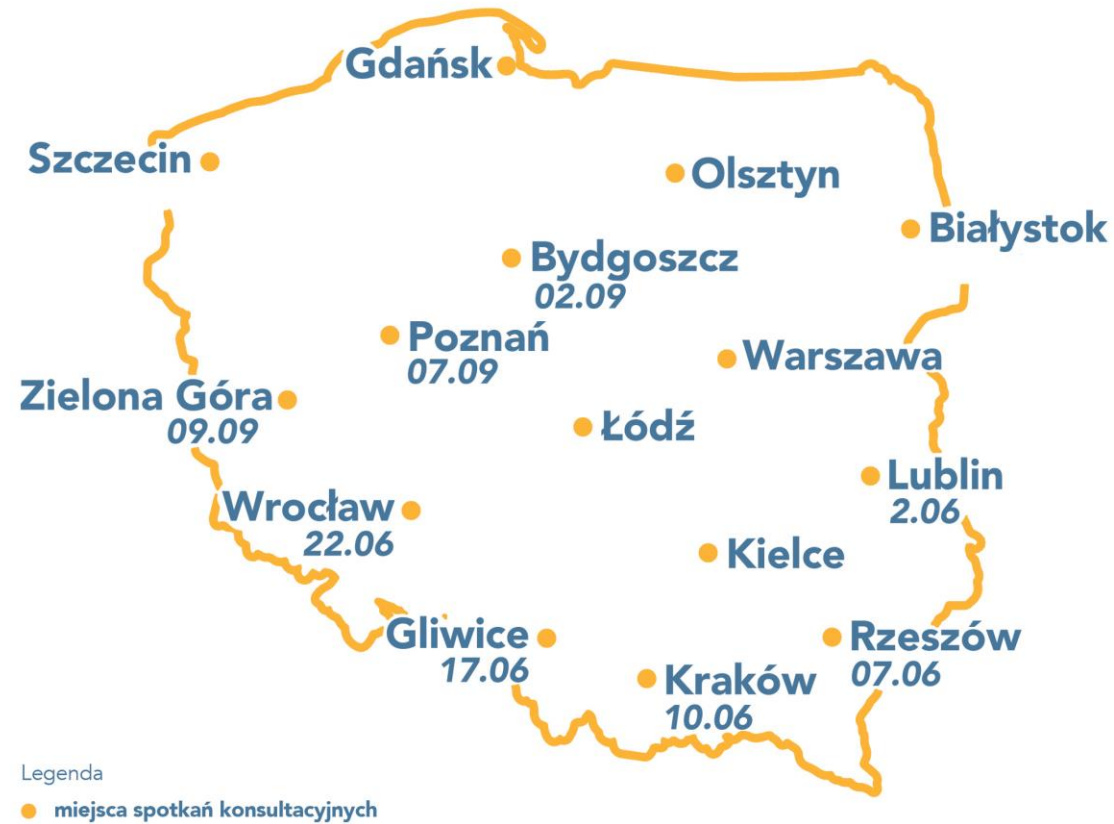 Gdańsk
Szczecin
Olsztyn
Białystok
Bydgoszcz
02.09
Poznań
07.09
Warszawa
Zielona Góra
09.09
Łódź
Lublin
2.06
Wrocław
22.06
Kielce
Gliwice
17.06
Rzeszów
07.06
Kraków
10.06
Legenda
miejsca spotkań konsultacyjnych